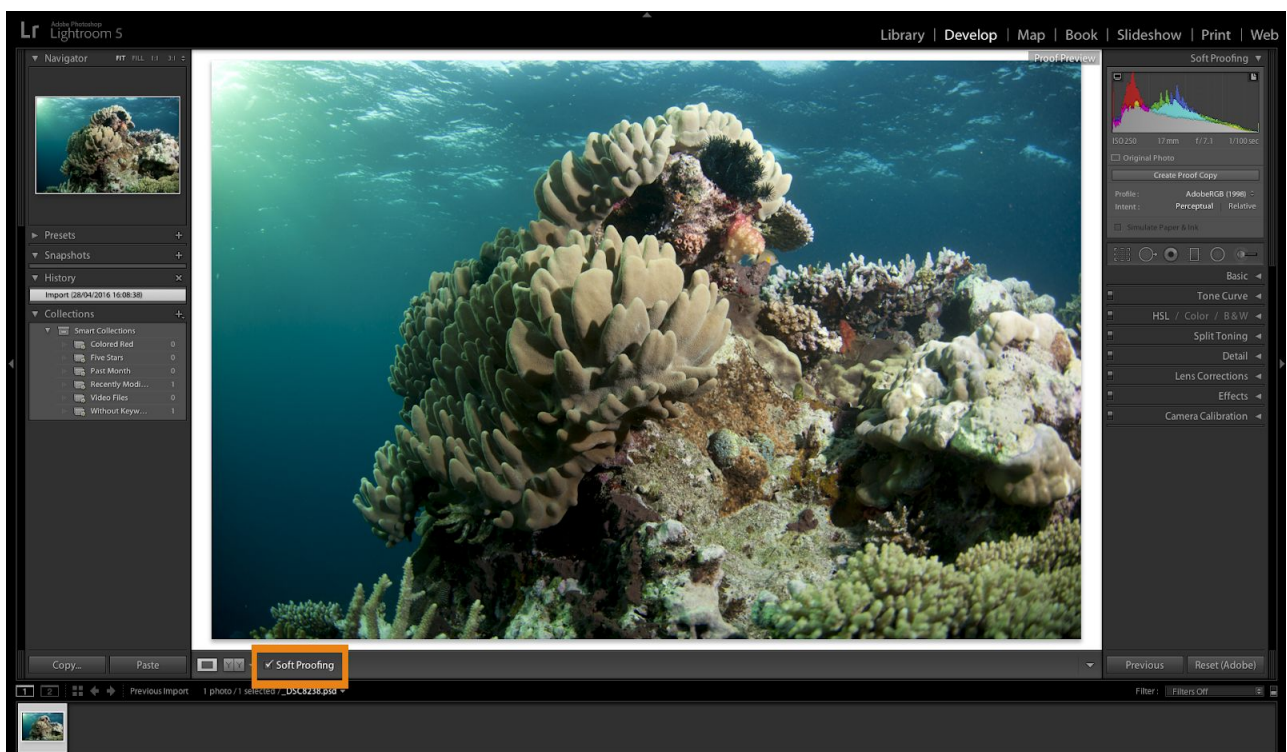 Lr Adobe Photoshop
Lightroom 5
Library | Develop | Map | Book | Slideshow | Print | Web
Navigator FIT FILL 1:1 3:1
Presets +
Snapshots +
History ×
Import (28/04/2016 16:08:38)
Collections +
Smart Collections
Colored Red 0
Five Stars 0
Past Month 0
Recently Modi... 1
Video Files 0
Without Keyw... 1
Copy... Paste
Proof Preview
Y Y
Soft Proofing
Soft Proofing
ISO 250 17 mm f/7.1 1/100 sec
Original Photo
Create Proof Copy
Profile: AdobeRGB (1998)
Intent: Perceptual Relative
Simulate Paper & Ink
Basic
Tone Curve
HSL / Color / B & W
Split Toning
Detail
Lens Corrections
Effects
Camera Calibration
Previous Reset (Adobe)
1 2 Previous Import 1 photo / 1 selected / _DSC8238.psd
Filter: Filters Off